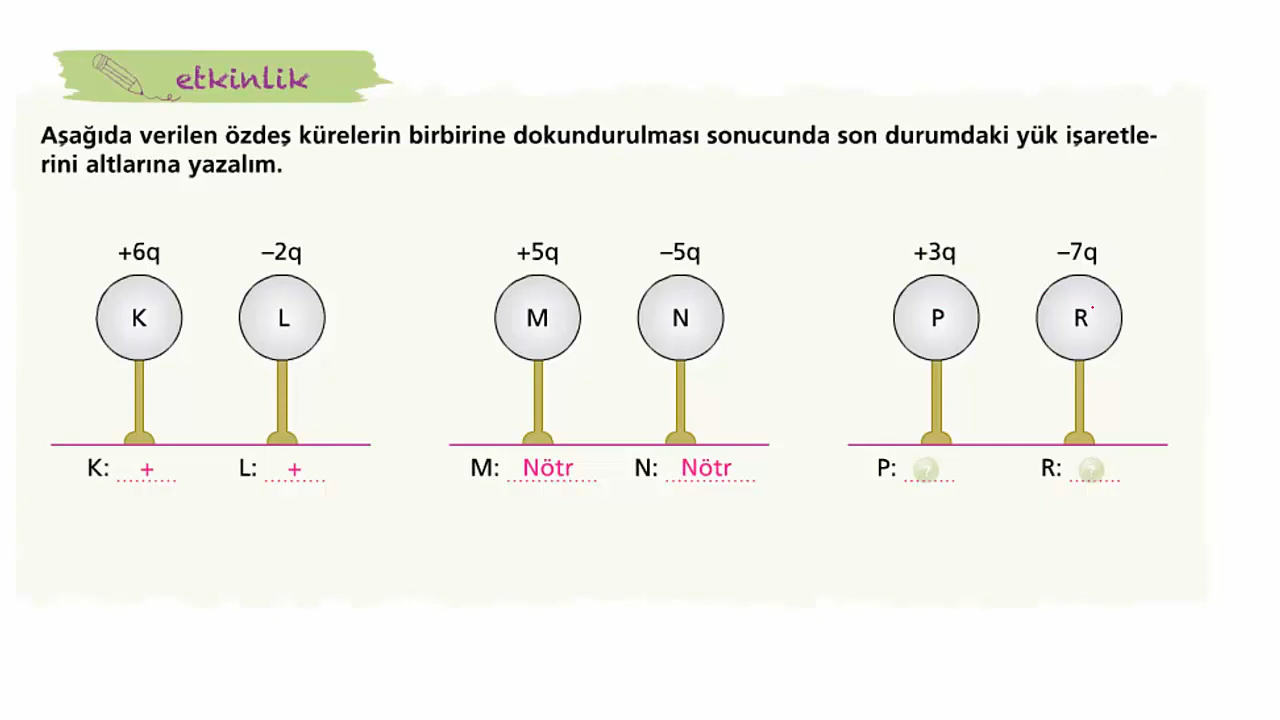 etkinlik
Aşağıda verilen özdeş kürelerin birbirine dokundurulması sonucunda son durumdaki yük işaretle-
rini altlarına yazalım.
+6q –2q +5q –5q +3q –7q
K L M N P R
K: + L: + M: Nötr N: Nötr P: ? R: ?